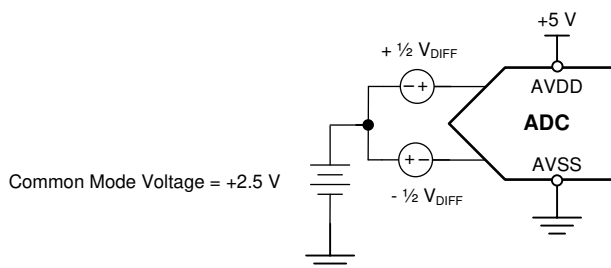 +5 V
+ ½ V_DIFF
− +
AVDD
ADC
+ −
AVSS
Common Mode Voltage = +2.5 V
- ½ V_DIFF